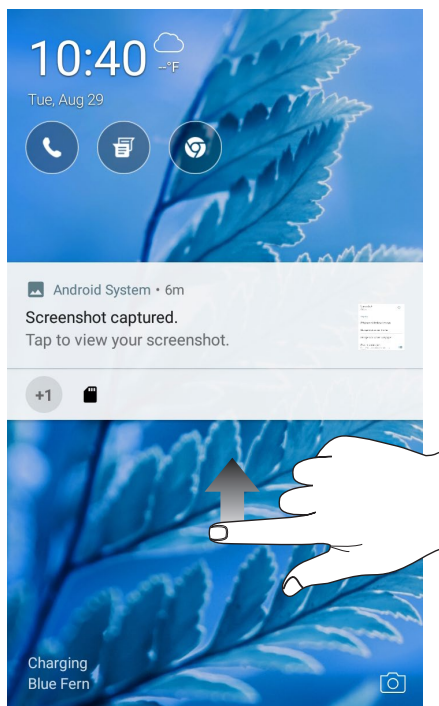 10:40
--°F
Tue, Aug 29
Android System • 6m
Screenshot captured.
Tap to view your screenshot.
+1
Charging
Blue Fern